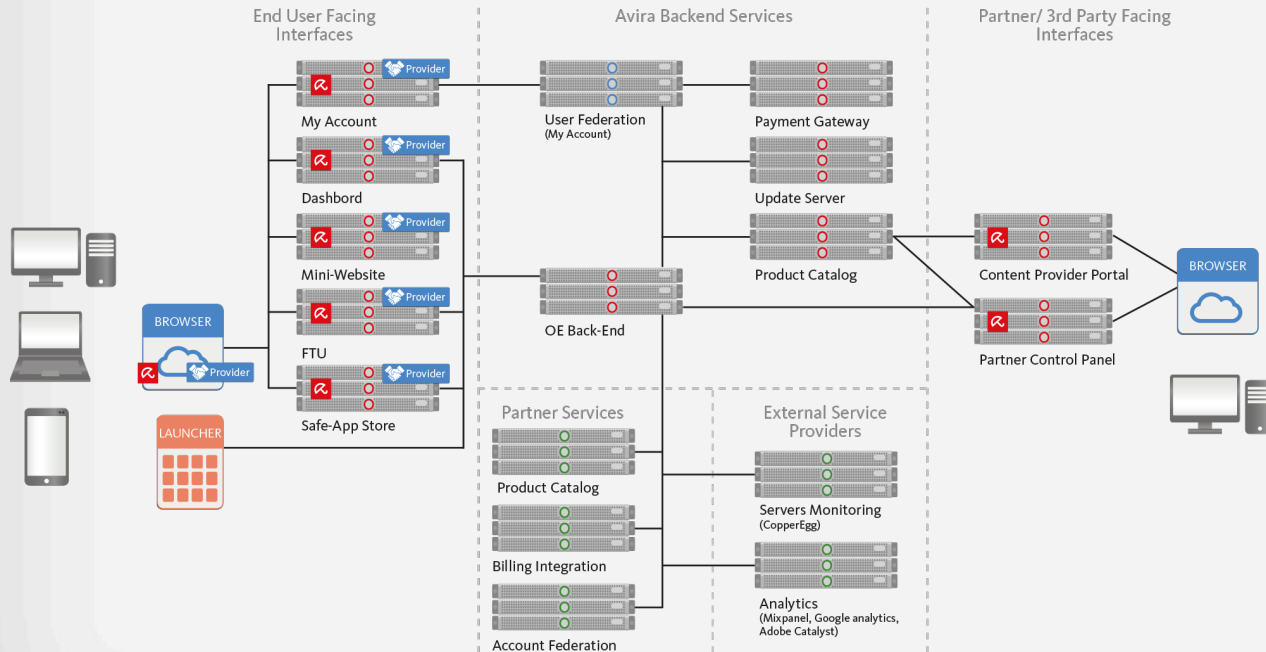 End User Facing
Interfaces
Avira Backend Services
Partner/ 3rd Party Facing
Interfaces
Provider
My Account
User Federation
(My Account)
Payment Gateway
Provider
Dashbord
Update Server
Provider
Mini-Website
Product Catalog
Content Provider Portal
BROWSER
Provider
FTU
OE Back-End
Partner Control Panel
BROWSER
Provider
Provider
Safe-App Store
LAUNCHER
Partner Services
External Service
Providers
Product Catalog
Servers Monitoring
(CopperEgg)
Billing Integration
Analytics
(Mixpanel, Google analytics,
Adobe Catalyst)
Account Federation